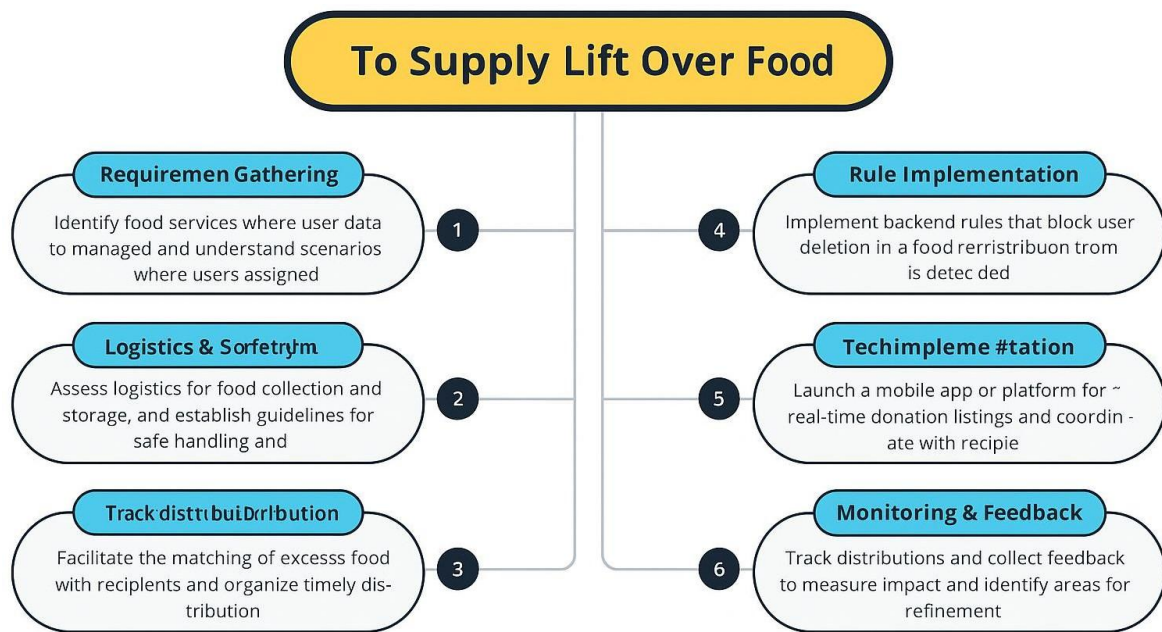 To Supply Lift Over Food
Requiremen Gathering
Identify food services where user data
to managed and understand scenarios
where users assigned
1
Logistics &
Assess logistics for food collection and
storage, and establish guidelines for
safe handling and
2
Track
Facilitate the matching of excesss food
with reciplents and organize timely dis-
tribution
3
Rule Implementation
Implement backend rules that block user
deletion in a food rerristribuon trom
is detec ded
4
Techimpleme #tation
Launch a mobile app or platform for ~
real-time donation listings and coordin -
ate with recipie
5
Monitoring & Feedback
Track distributions and collect feedback
to measure impact and identify areas for
refinement
6